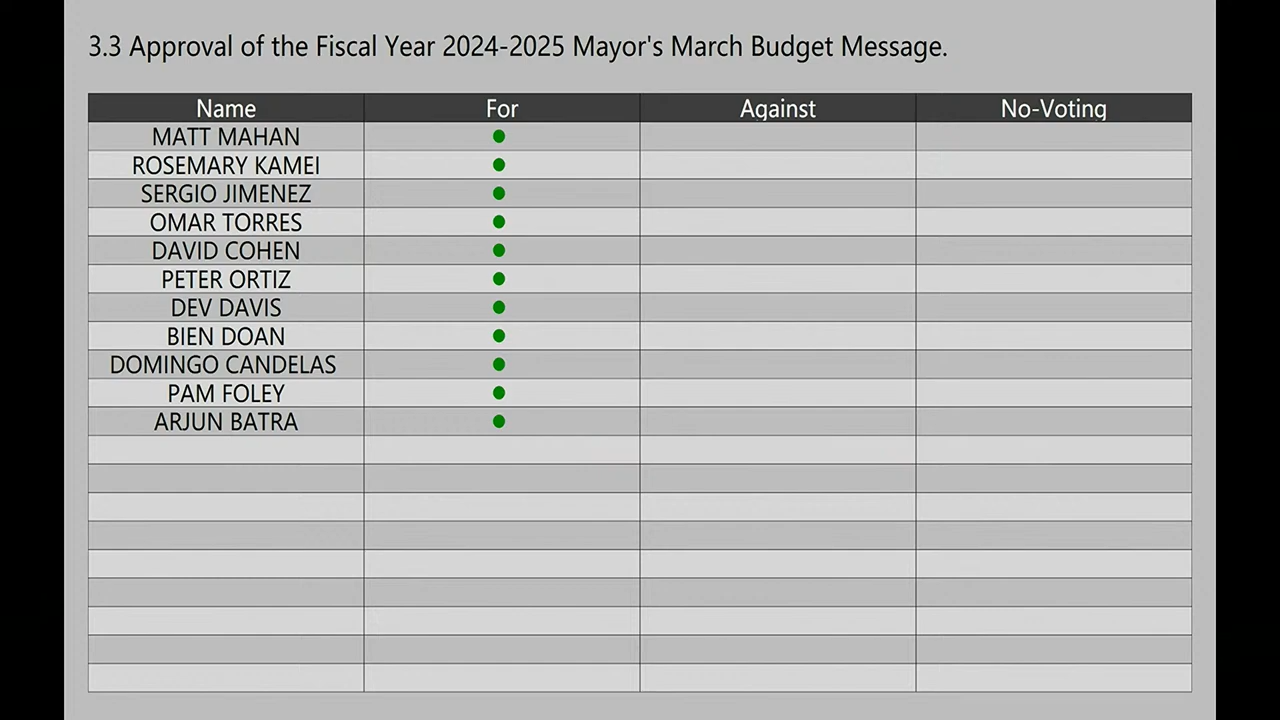 3.3 Approval of the Fiscal Year 2024-2025 Mayor's March Budget Message.
Name For Against No-Voting
MATT MAHAN
ROSEMARY KAMEI
SERGIO JIMENEZ
OMAR TORRES
DAVID COHEN
PETER ORTIZ
DEV DAVIS
BIEN DOAN
DOMINGO CANDELAS
PAM FOLEY
ARJUN BATRA